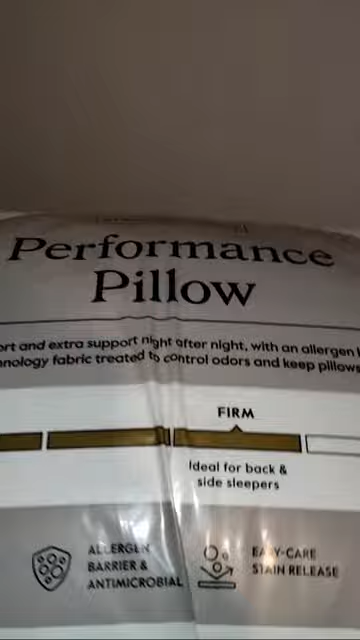 Performance
Pillow
ort and extra support night after night, with an allergen
nology fabric treated to control odors and keep pillows
FIRM
Ideal for back &
side sleepers
ALLERGEN
BARRIER &
ANTIMICROBIAL
EASY-CARE
STAIN RELEASE